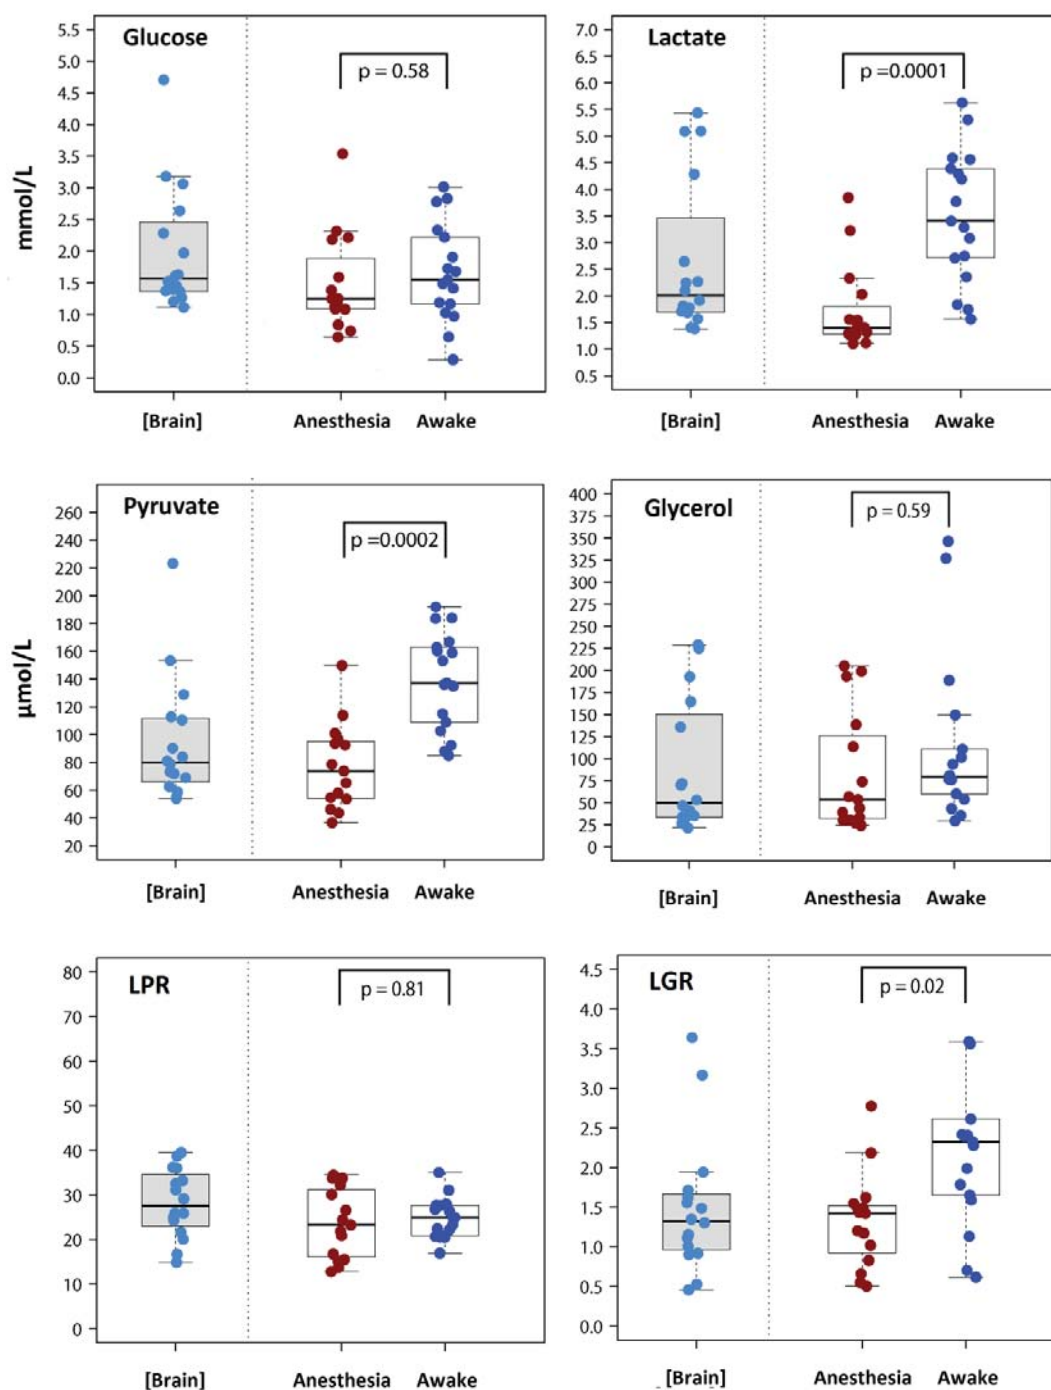 Glucose
p = 0.58
5.5
5.0
4.5
4.0
3.5
3.0
2.5
2.0
1.5
1.0
0.5
0.0
mmol/L
[Brain]
Anesthesia
Awake
Lactate
p =0.0001
7.0
6.5
6.0
5.5
5.0
4.5
4.0
3.5
3.0
2.5
2.0
1.5
1.0
0.5
[Brain]
Anesthesia
Awake
Pyruvate
p =0.0002
260
240
220
200
180
160
140
120
100
80
60
40
20
µmol/L
[Brain]
Anesthesia
Awake
Glycerol
p = 0.59
400
375
350
325
300
275
250
225
200
175
150
125
100
75
50
25
0
[Brain]
Anesthesia
Awake
LPR
p = 0.81
80
70
60
50
40
30
20
10
0
[Brain]
Anesthesia
Awake
LGR
p = 0.02
4.5
4.0
3.5
3.0
2.5
2.0
1.5
1.0
0.5
0.0
[Brain]
Anesthesia
Awake